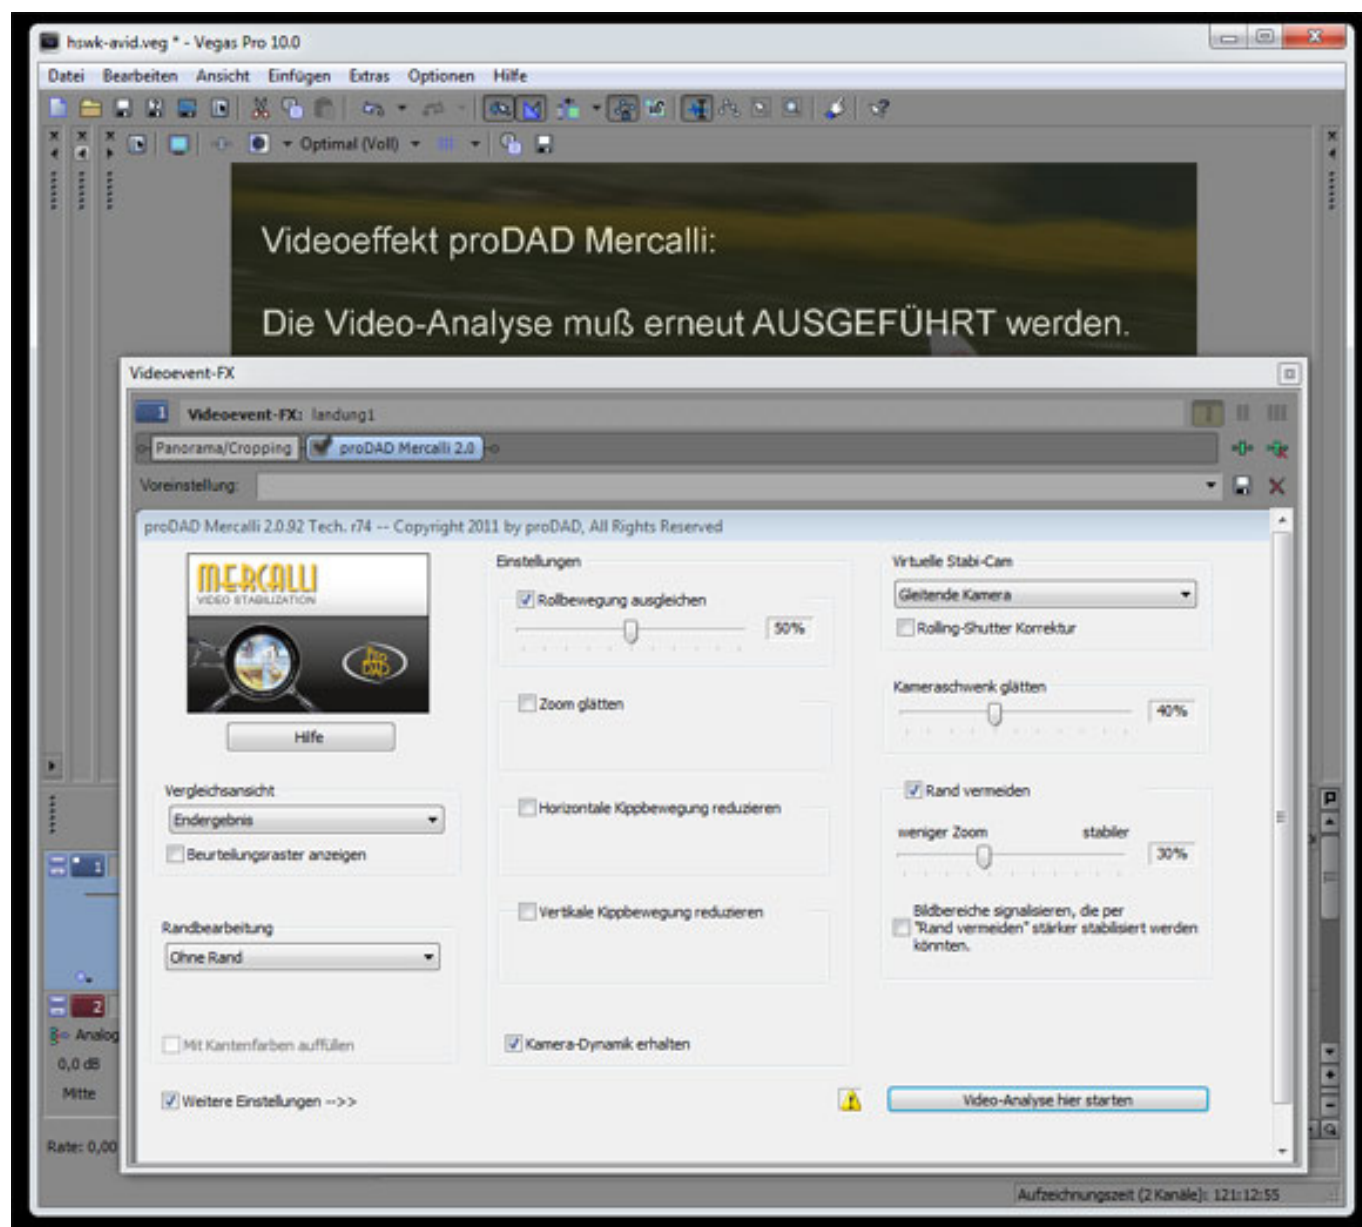 hswk-avid.veg * - Vegas Pro 10.0
Datei Bearbeiten Ansicht Einfügen Extras Optionen Hilfe
Optimal (Voll)
Videoeffekt proDAD Mercalli:
Die Video-Analyse muß erneut AUSGEFÜHRT werden.
Videoevent-FX
1 Videoevent-FX: landung1
Panorama/Cropping proDAD Mercalli 2.0
Voreinstellung:
proDAD Mercalli 2.0.92 Tech. r74 -- Copyright 2011 by proDAD, All Rights Reserved
MERCALLI
VIDEO STABILIZATION
Pro
DAD
Hilfe
Vergleichsansicht
Endergebnis
Beurteilungsraster anzeigen
Randbearbeitung
Ohne Rand
Mit Kantenfarben auffüllen
Weitere Einstellungen -->>
Einstellungen
Rollbewegung ausgleichen
50%
Zoom glätten
Horizontale Kippbewegung reduzieren
Vertikale Kippbewegung reduzieren
Kamera-Dynamik erhalten
Virtuelle Stabi-Cam
Gleitende Kamera
Rolling-Shutter Korrektur
Kameraschwenk glätten
40%
Rand vermeiden
weniger Zoom stabiler
30%
Bildbereiche signalisieren, die per
"Rand vermeiden" stärker stabilisiert werden
könnten.
Video-Analyse hier starten
1
2
Analog
0,0 dB
Mitte
Rate: 0,00
P
Aufzeichnungszeit (2 Kanäle): 121:12:55